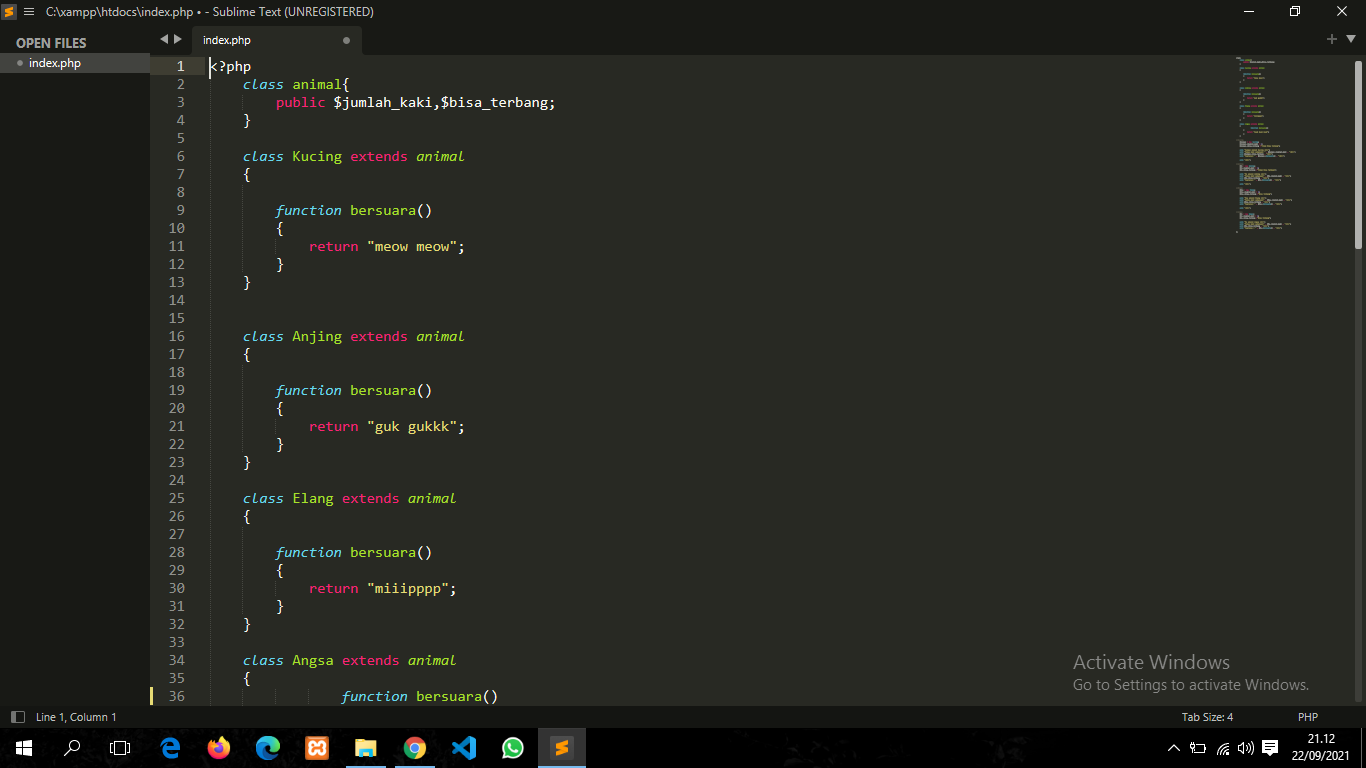 C:\xampp\htdocs\index.php • - Sublime Text (UNREGISTERED)
OPEN FILES
index.php
index.php
1 <?php
2 class animal{
3 public $jumlah_kaki,$bisa_terbang;
4 }
5
6 class Kucing extends animal
7 {
8
9 function bersuara()
10 {
11 return "meow meow";
12 }
13 }
14
15
16 class Anjing extends animal
17 {
18
19 function bersuara()
20 {
21 return "guk gukkk";
22 }
23 }
24
25 class Elang extends animal
26 {
27
28 function bersuara()
29 {
30 return "miiipppp";
31 }
32 }
33
34 class Angsa extends animal
35 {
36 function bersuara()
Activate Windows
Go to Settings to activate Windows.
Line 1, Column 1
Tab Size: 4
PHP
21.12
22/09/2021